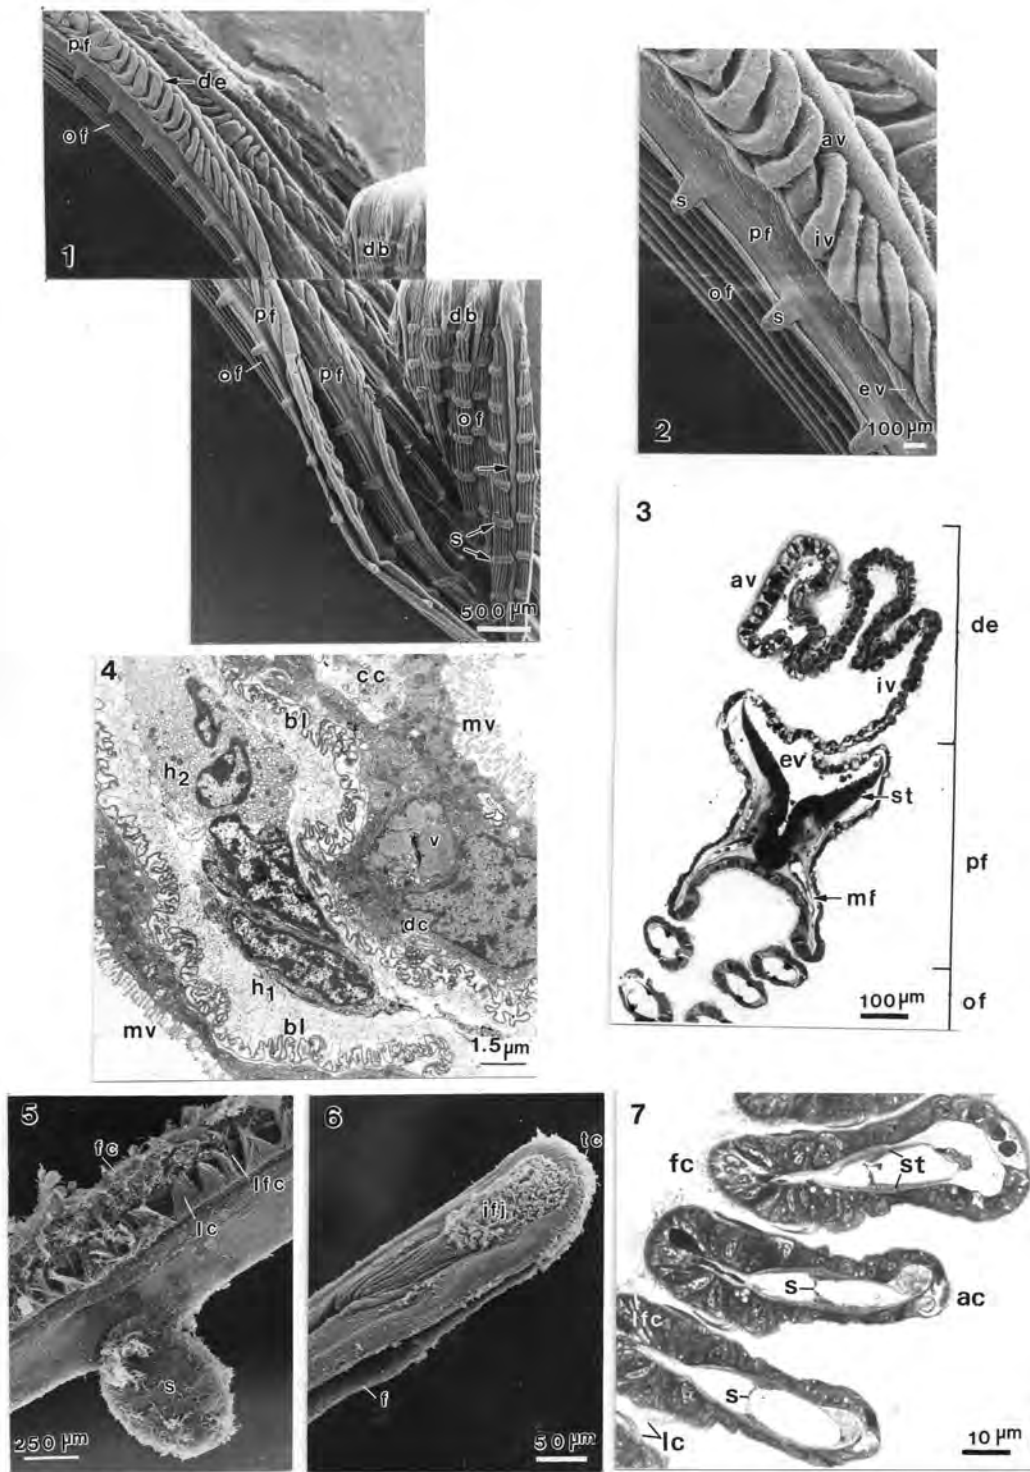 pf
de
of
db
1
pf
db
of
pf
of
s
500 µm
av
s
pf
iv
of
s
ev
2
100 µm
3
av
de
iv
ev
st
pf
mf
100 µm
of
4
cc
bl
mv
h2
v
dc
h1
mv
bl
1.5 µm
5
fc
lfc
lc
s
250 µm
6
tc
ifj
f
50 µm
7
fc
st
s
ac
lfc
s
lc
10 µm